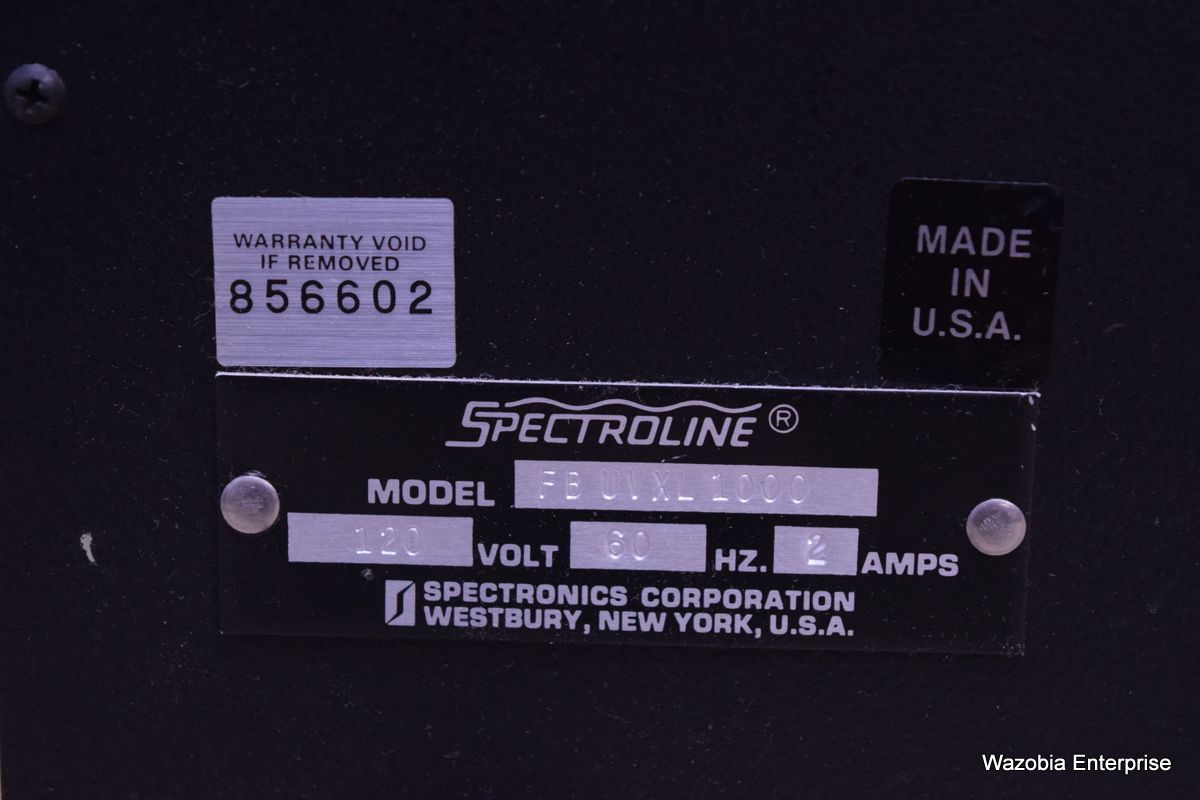 WARRANTY VOID
IF REMOVED
856602
MADE
IN
U.S.A.
SPECTROLINE®
MODEL FB UVXL 1000
120 VOLT 60 HZ. 2 AMPS
SPECTRONICS CORPORATION
WESTBURY, NEW YORK, U.S.A.
Wazobia Enterprise